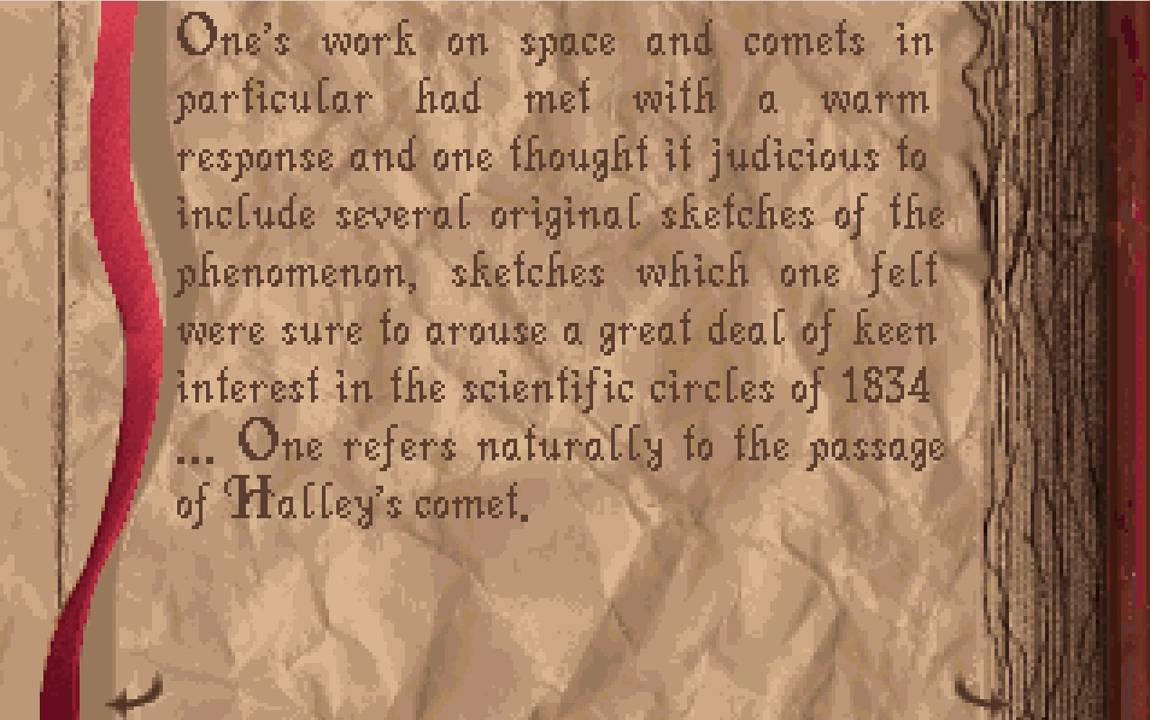 One's work on space and comets in
particular had met with a warm
response and one thought it judicious to
include several original sketches of the
phenomenon, sketches which one felt
were sure to arouse a great deal of keen
interest in the scientific circles of 1834
... One refers naturally to the passage
of Halley's comet.